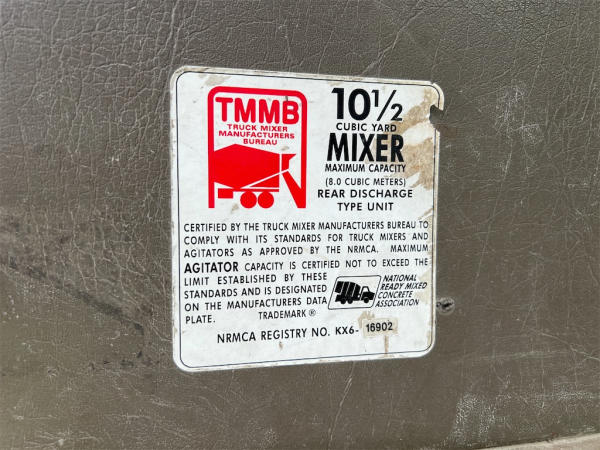 TMMB
TRUCK MIXER
MANUFACTURERS
BUREAU
10 1/2
CUBIC YARD
MIXER
MAXIMUM CAPACITY
(8.0 CUBIC METERS)
REAR DISCHARGE
TYPE UNIT
CERTIFIED BY THE TRUCK MIXER MANUFACTURERS BUREAU TO
COMPLY WITH ITS STANDARDS FOR TRUCK MIXERS AND
AGITATORS AS APPROVED BY THE NRMCA. MAXIMUM
AGITATOR CAPACITY IS CERTIFIED NOT TO EXCEED THE
LIMIT ESTABLISHED BY THESE
STANDARDS AND IS DESIGNATED
ON THE MANUFACTURERS DATA
PLATE. TRADEMARK ®
NATIONAL
READY MIXED
CONCRETE
ASSOCIATION
NRMCA REGISTRY NO. KX6- 16902